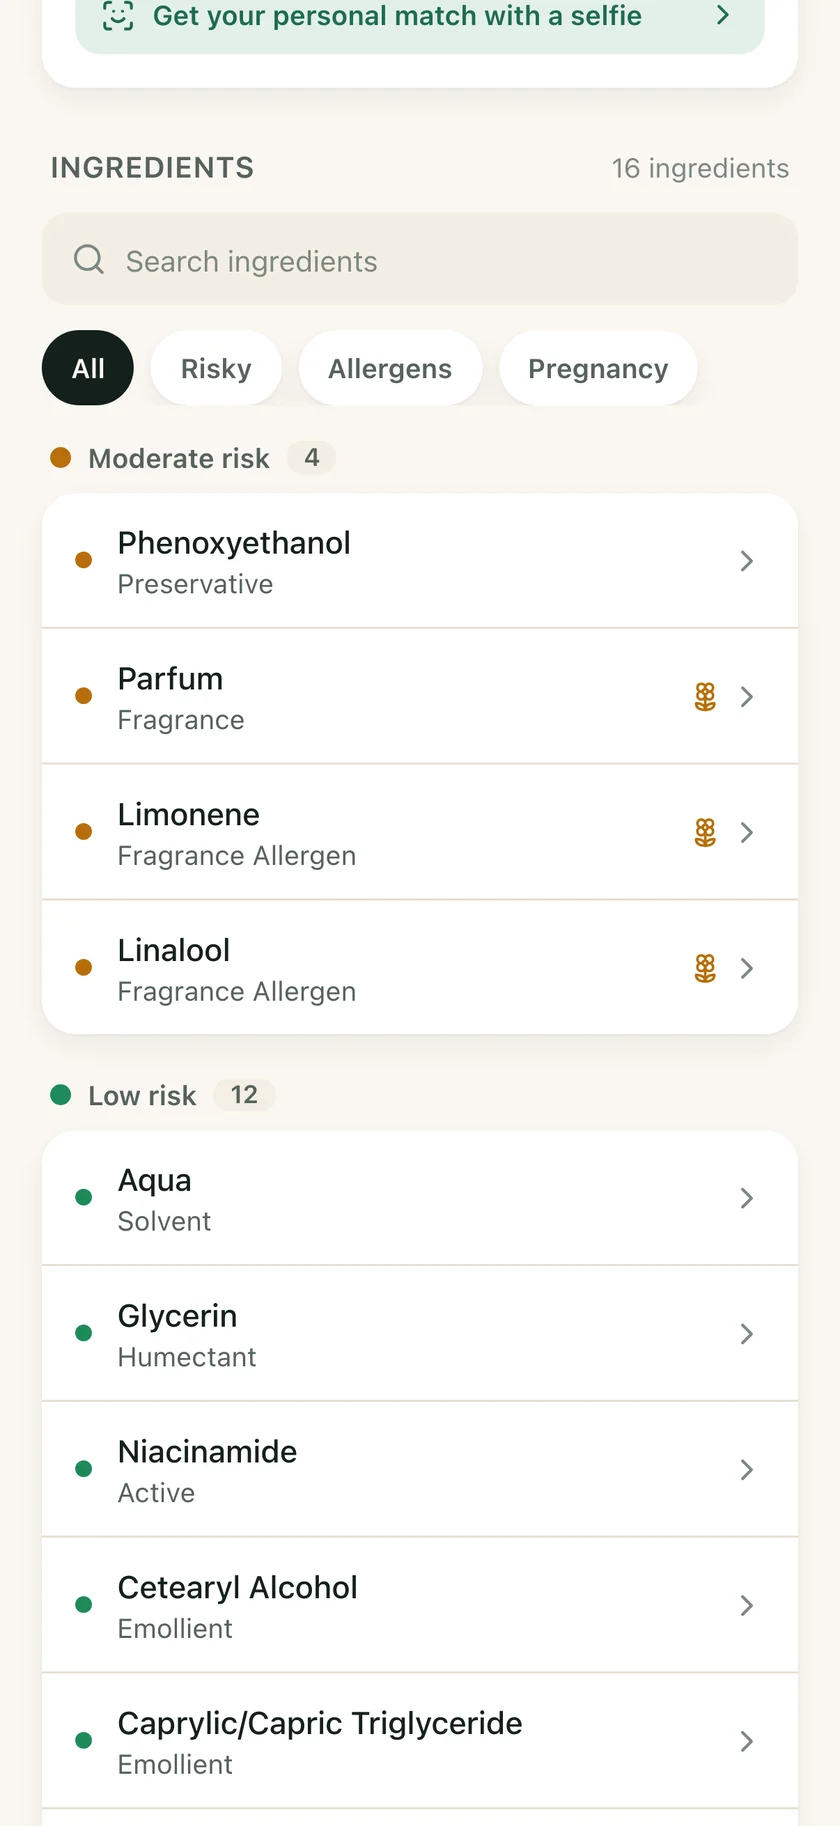 Get your personal match with a selfie
INGREDIENTS
16 ingredients
Search ingredients
All
Risky
Allergens
Pregnancy
Moderate risk 4
Phenoxyethanol
Preservative
Parfum
Fragrance
Limonene
Fragrance Allergen
Linalool
Fragrance Allergen
Low risk 12
Aqua
Solvent
Glycerin
Humectant
Niacinamide
Active
Cetearyl Alcohol
Emollient
Caprylic/Capric Triglyceride
Emollient